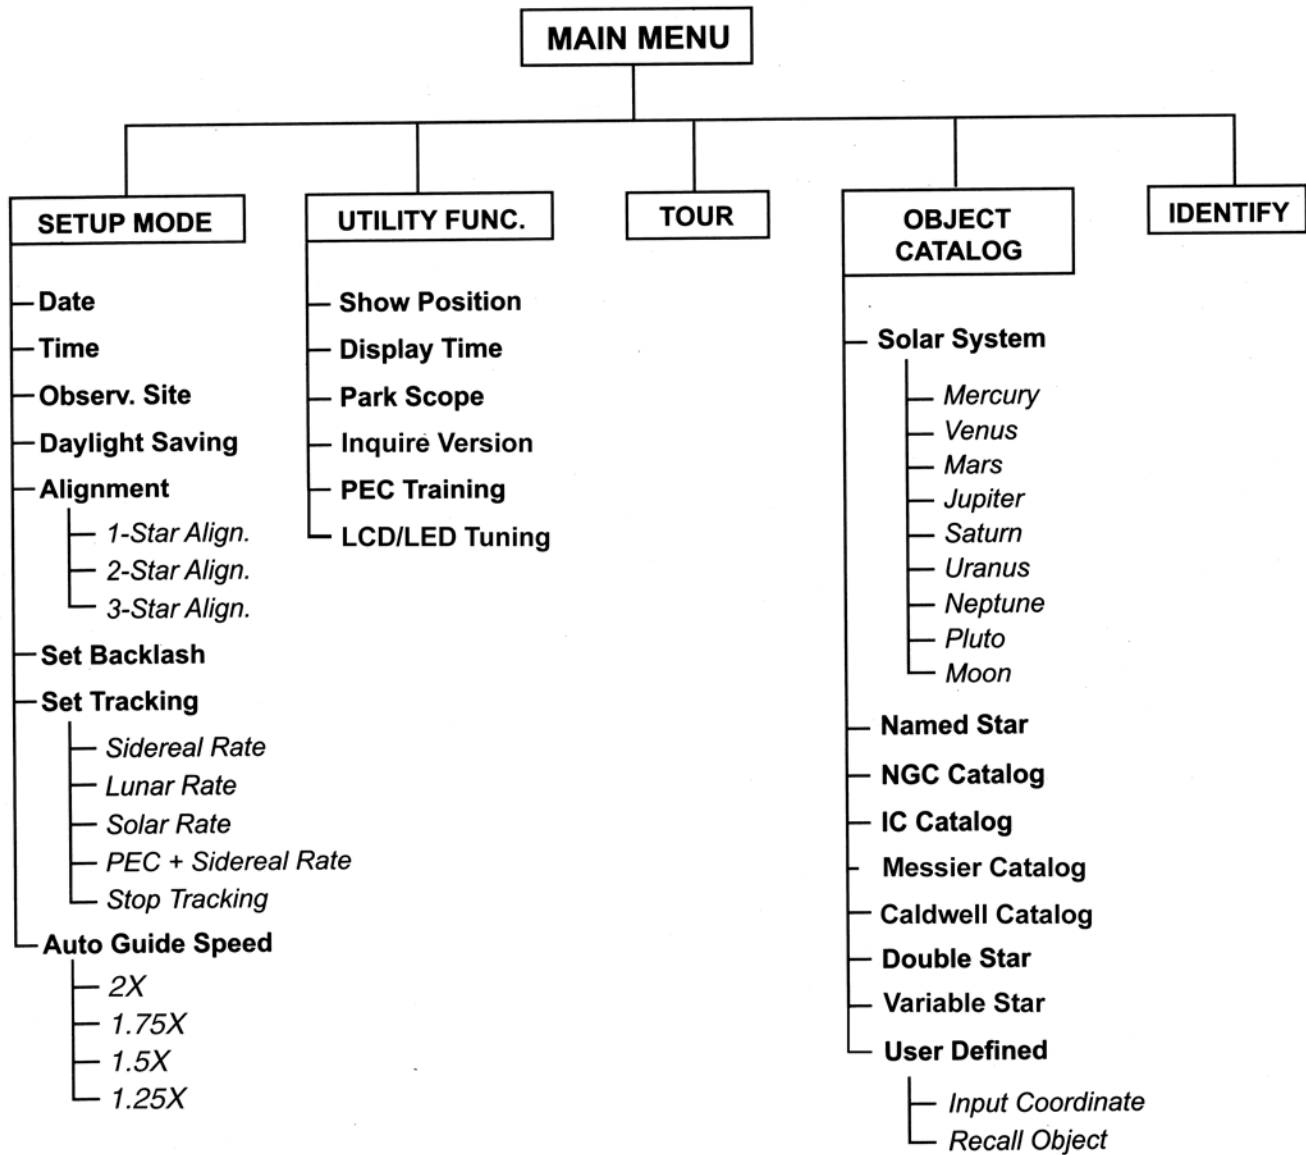 MAIN MENU
SETUP MODE
Date
Time
Observ. Site
Daylight Saving
Alignment
1-Star Align.
2-Star Align.
3-Star Align.
Set Backlash
Set Tracking
Sidereal Rate
Lunar Rate
Solar Rate
PEC + Sidereal Rate
Stop Tracking
Auto Guide Speed
2X
1.75X
1.5X
1.25X
UTILITY FUNC.
Show Position
Display Time
Park Scope
Inquire Version
PEC Training
LCD/LED Tuning
TOUR
OBJECT
CATALOG
Solar System
Mercury
Venus
Mars
Jupiter
Saturn
Uranus
Neptune
Pluto
Moon
Named Star
NGC Catalog
IC Catalog
Messier Catalog
Caldwell Catalog
Double Star
Variable Star
User Defined
Input Coordinate
Recall Object
IDENTIFY